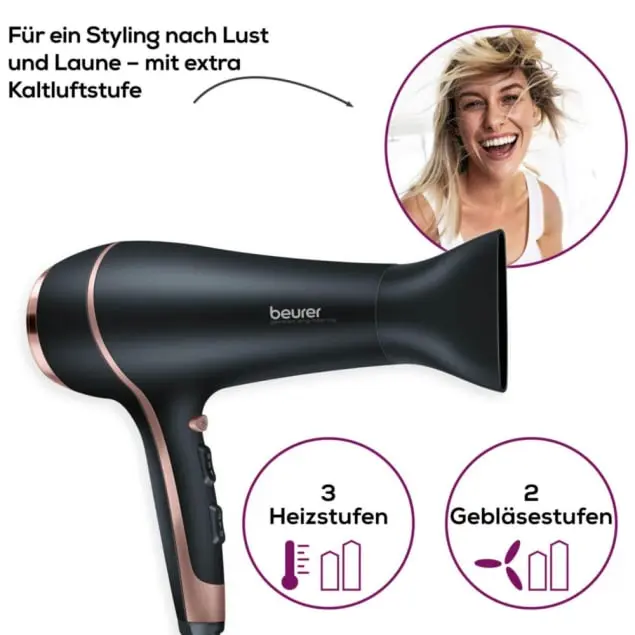 Für ein Styling nach Lust
und Laune – mit extra
Kaltluftstufe
beurer
3
Heizstufen
2
Gebläsestufen